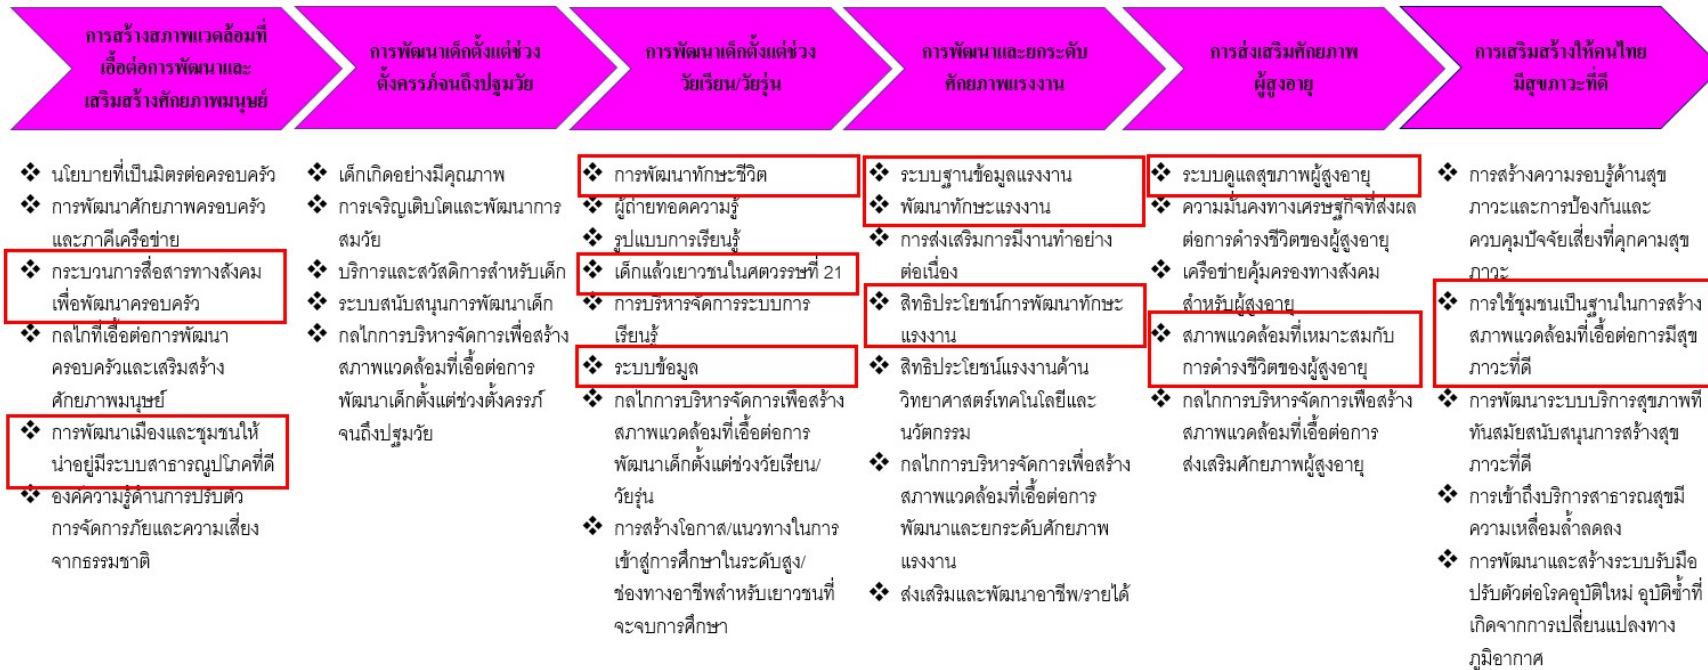 การสร้างสภาพแวดล้อมที่
เอื้อต่อการพัฒนาและ
เสริมสร้างศักยภาพมนุษย์
❖ นโยบายที่เป็นมิตรต่อครอบครัว
❖ การพัฒนาศักยภาพครอบครัว
และภาคีเครือข่าย
❖ กระบวนการสื่อสารทางสังคม
เพื่อพัฒนาครอบครัว
❖ กลไกที่เอื้อต่อการพัฒนา
ครอบครัวและเสริมสร้าง
ศักยภาพมนุษย์
❖ การพัฒนาเมืองและชุมชนให้
น่าอยู่มีระบบสาธารณูปโภคที่ดี
❖ องค์ความรู้ด้านการปรับตัว
การจัดการภัยและความเสี่ยง
จากธรรมชาติ
การพัฒนาเด็กตั้งแต่ช่วง
ตั้งครรภ์จนถึงปฐมวัย
❖ เด็กเกิดอย่างมีคุณภาพ
❖ การเจริญเติบโตและพัฒนาการ
สมวัย
❖ บริการและสวัสดิการสำหรับเด็ก
❖ ระบบสนับสนุนการพัฒนาเด็ก
❖ กลไกการบริหารจัดการเพื่อสร้าง
สภาพแวดล้อมที่เอื้อต่อการ
พัฒนาเด็กตั้งแต่ช่วงตั้งครรภ์
จนถึงปฐมวัย
การพัฒนาเด็กตั้งแต่ช่วง
วัยเรียน/วัยรุ่น
❖ การพัฒนาทักษะชีวิต
❖ ผู้ถ่ายทอดความรู้
❖ รูปแบบการเรียนรู้
❖ เด็กแล้วเยาวชนในศตวรรษที่ 21
❖ การบริหารจัดการระบบการ
เรียนรู้
❖ ระบบข้อมูล
❖ กลไกการบริหารจัดการเพื่อสร้าง
สภาพแวดล้อมที่เอื้อต่อการ
พัฒนาเด็กตั้งแต่ช่วงวัยเรียน/
วัยรุ่น
❖ การสร้างโอกาส/แนวทางในการ
เข้าสู่การศึกษาในระดับสูง/
ช่องทางอาชีพสำหรับเยาวชนที่
จะจบการศึกษา
การพัฒนาและยกระดับ
ศักยภาพแรงงาน
❖ ระบบฐานข้อมูลแรงงาน
❖ พัฒนาทักษะแรงงาน
❖ การส่งเสริมการมีงานทำอย่าง
ต่อเนื่อง
❖ สิทธิประโยชน์การพัฒนาทักษะ
แรงงาน
❖ สิทธิประโยชน์แรงงานด้าน
วิทยาศาสตร์เทคโนโลยีและ
นวัตกรรม
❖ กลไกการบริหารจัดการเพื่อสร้าง
สภาพแวดล้อมที่เอื้อต่อการ
พัฒนาและยกระดับศักยภาพ
แรงงาน
❖ ส่งเสริมและพัฒนาอาชีพ/รายได้
การส่งเสริมศักยภาพ
ผู้สูงอายุ
❖ ระบบดูแลสุขภาพผู้สูงอายุ
❖ ความมั่นคงทางเศรษฐกิจที่ส่งผล
ต่อการดำรงชีวิตของผู้สูงอายุ
❖ เครือข่ายคุ้มครองทางสังคม
สำหรับผู้สูงอายุ
❖ สภาพแวดล้อมที่เหมาะสมกับ
การดำรงชีวิตของผู้สูงอายุ
❖ กลไกการบริหารจัดการเพื่อสร้าง
สภาพแวดล้อมที่เอื้อต่อการ
ส่งเสริมศักยภาพผู้สูงอายุ
การเสริมสร้างให้คนไทย
มีสุขภาวะที่ดี
❖ การสร้างความรอบรู้ด้านสุข
ภาวะและการป้องกันและ
ควบคุมปัจจัยเสี่ยงที่คุกคามสุข
ภาวะ
❖ การใช้ชุมชนเป็นฐานในการสร้าง
สภาพแวดล้อมที่เอื้อต่อการมีสุข
ภาวะที่ดี
❖ การพัฒนาระบบบริการสุขภาพที่
ทันสมัยสนับสนุนการสร้างสุข
ภาวะที่ดี
❖ การเข้าถึงบริการสาธารณสุขมี
ความเหลื่อมล้ำลดลง
❖ การพัฒนาและสร้างระบบรับมือ
ปรับตัวต่อโรคอุบัติใหม่ อุบัติซ้ำที่
เกิดจากการเปลี่ยนแปลงทาง
ภูมิอากาศ